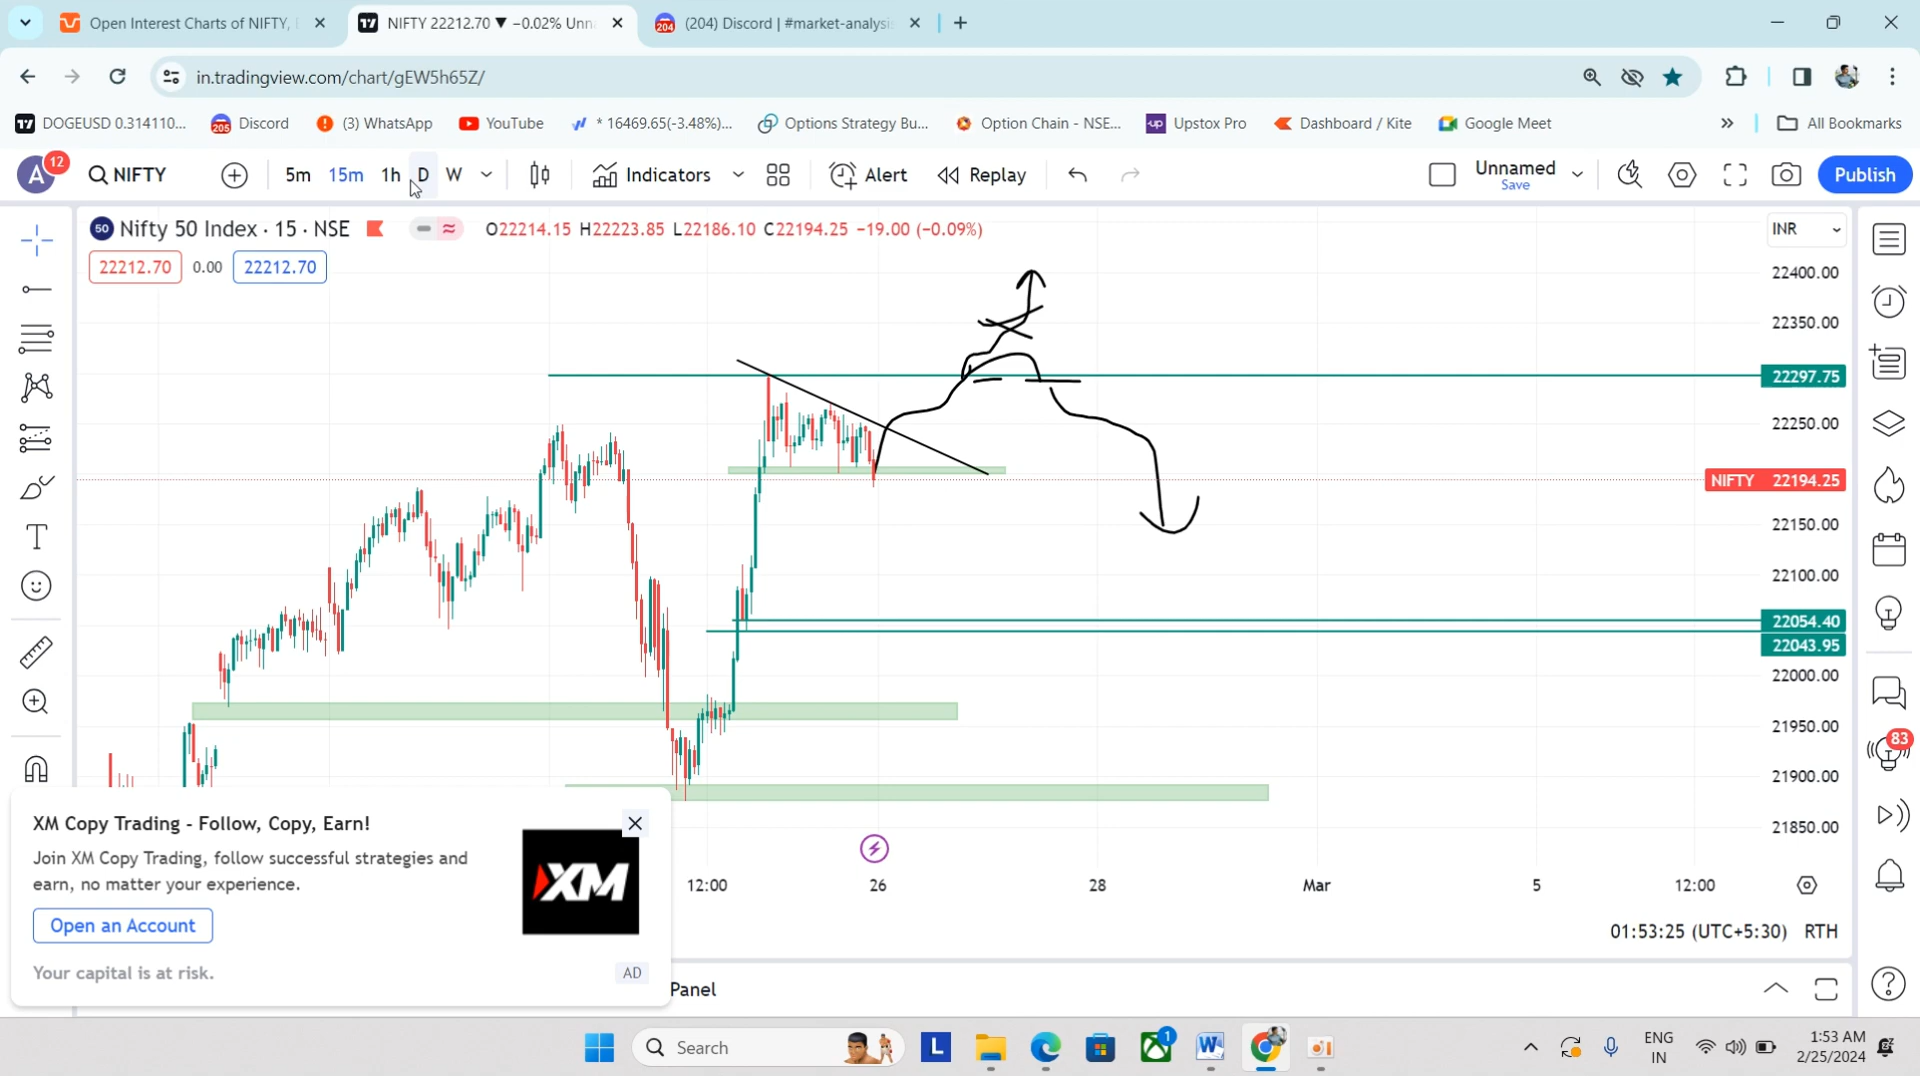 Open Interest Charts of NIFTY,
NIFTY 22212.70 ▼ −0.02% Unn
204
(204) Discord | #market-analysi
in.tradingview.com/chart/gEW5h65Z/
DOGEUSD 0.314110...
205
Discord
(3) WhatsApp
YouTube
* 16469.65(-3.48%)...
Options Strategy Bu...
Option Chain - NSE...
up
Upstox Pro
Dashboard / Kite
Google Meet
»
All Bookmarks
A
12
NIFTY
5m
15m
1h
D
W
Indicators
Alert
Replay
Unnamed
Save
Publish
50
Nifty 50 Index · 15 · NSE
O22214.15 H22223.85 L22186.10 C22194.25 −19.00 (−0.09%)
INR
22212.70
0.00
22212.70
22400.00
22350.00
22297.75
22250.00
NIFTY 22194.25
22150.00
22100.00
22054.40
22043.95
22000.00
21950.00
21900.00
21850.00
83
XM Copy Trading - Follow, Copy, Earn!
Join XM Copy Trading, follow successful strategies and
earn, no matter your experience.
Open an Account
XM
Your capital is at risk.
AD
12:00
26
28
Mar
5
12:00
01:53:25 (UTC+5:30)
RTH
Panel
Search
L
1
W
ENG
IN
1:53 AM
2/25/2024